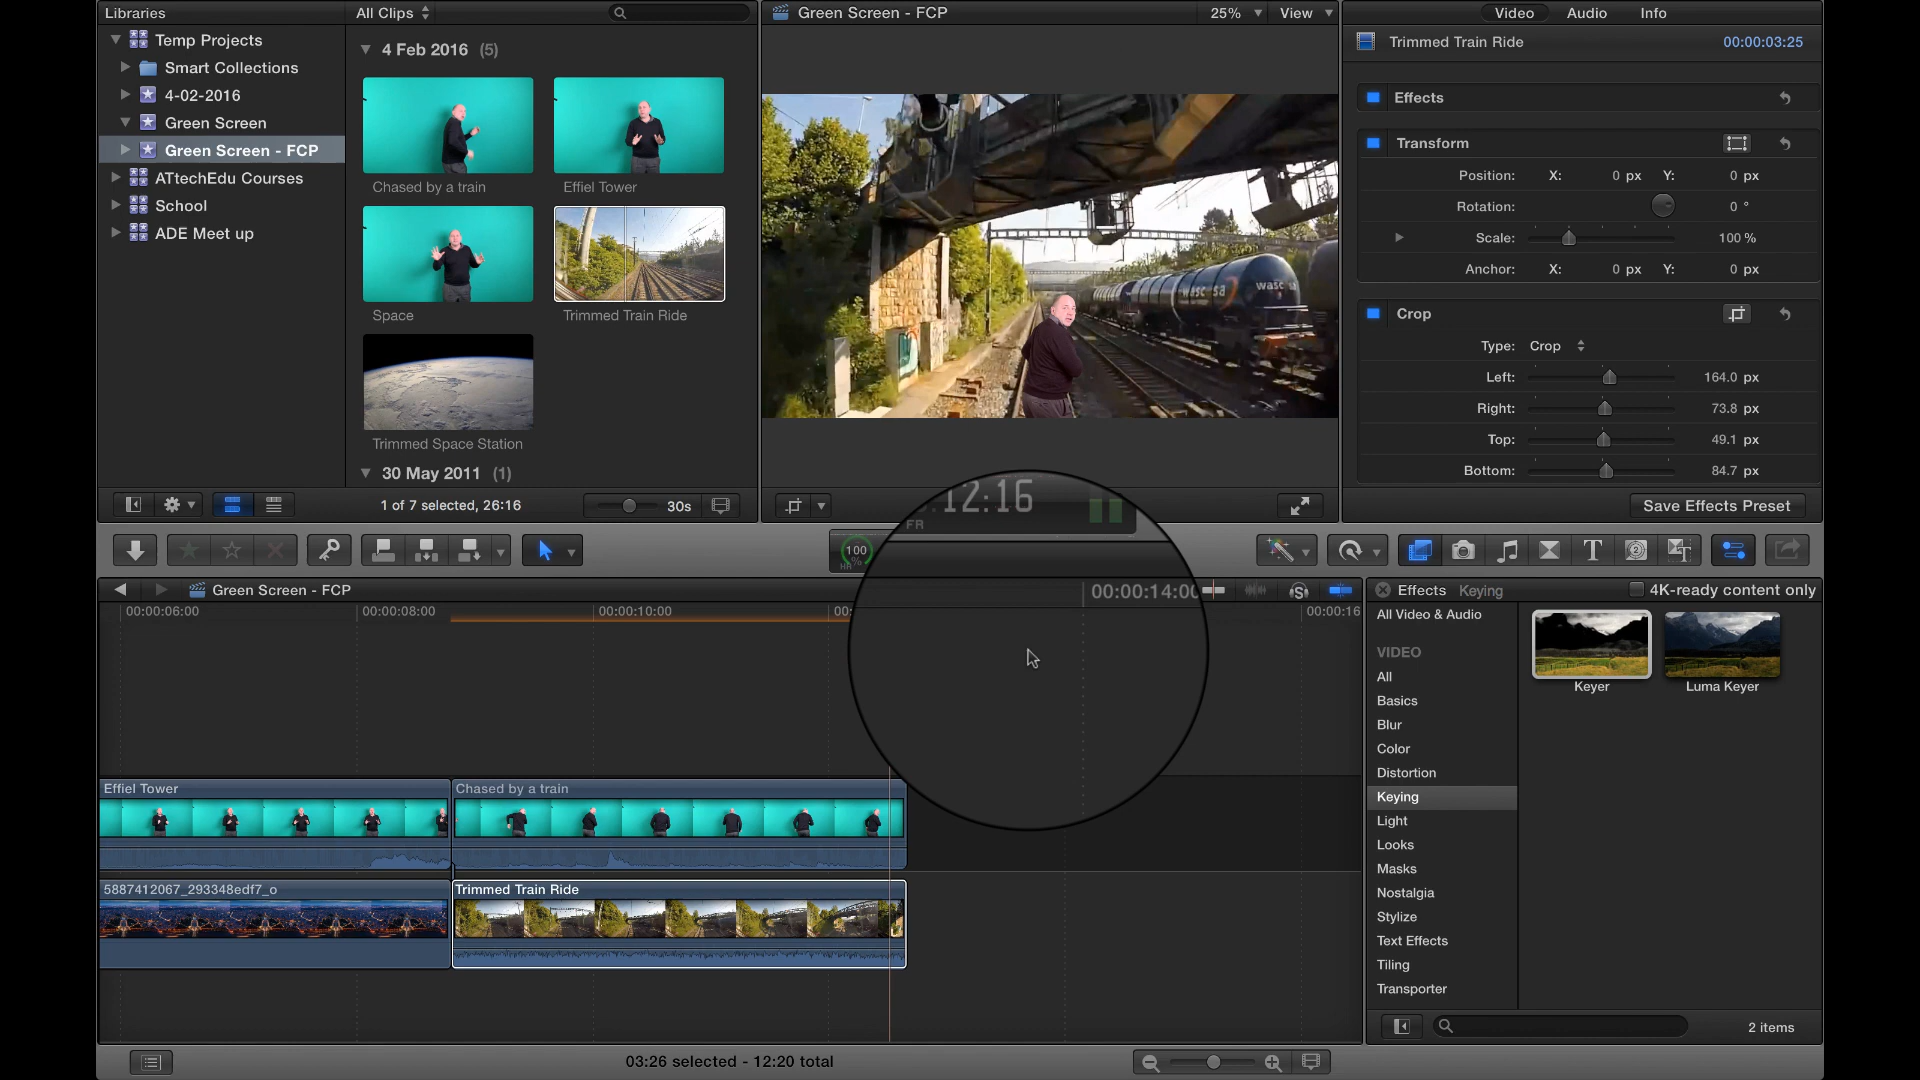 Libraries
Temp Projects
Smart Collections
4-02-2016
Green Screen
Green Screen - FCP
ATtechEdu Courses
School
ADE Meet up
All Clips
4 Feb 2016 (5)
Chased by a train
Effiel Tower
Space
Trimmed Train Ride
Trimmed Space Station
30 May 2011 (1)
1 of 7 selected, 26:16
30s
Green Screen - FCP
25%
View
wascosa
wascosa
Video
Audio
Info
Trimmed Train Ride
00:00:03:25
Effects
Transform
Position: X: 0 px Y: 0 px
Rotation: 0 °
Scale: 100 %
Anchor: X: 0 px Y: 0 px
Crop
Type: Crop
Left: 164.0 px
Right: 73.8 px
Top: 49.1 px
Bottom: 84.7 px
Save Effects Preset
100
%
HR
12:16
FR
Green Screen - FCP
00:00:06:00
00:00:08:00
00:00:10:00
00:
00:00:14:00
00:00:16
Effiel Tower
Chased by a train
5887412067_293348edf7_o
Trimmed Train Ride
Effects
Keying
4K-ready content only
All Video & Audio
VIDEO
All
Basics
Blur
Color
Distortion
Keying
Light
Looks
Masks
Nostalgia
Stylize
Text Effects
Tiling
Transporter
Keyer
Luma Keyer
2 items
03:26 selected - 12:20 total